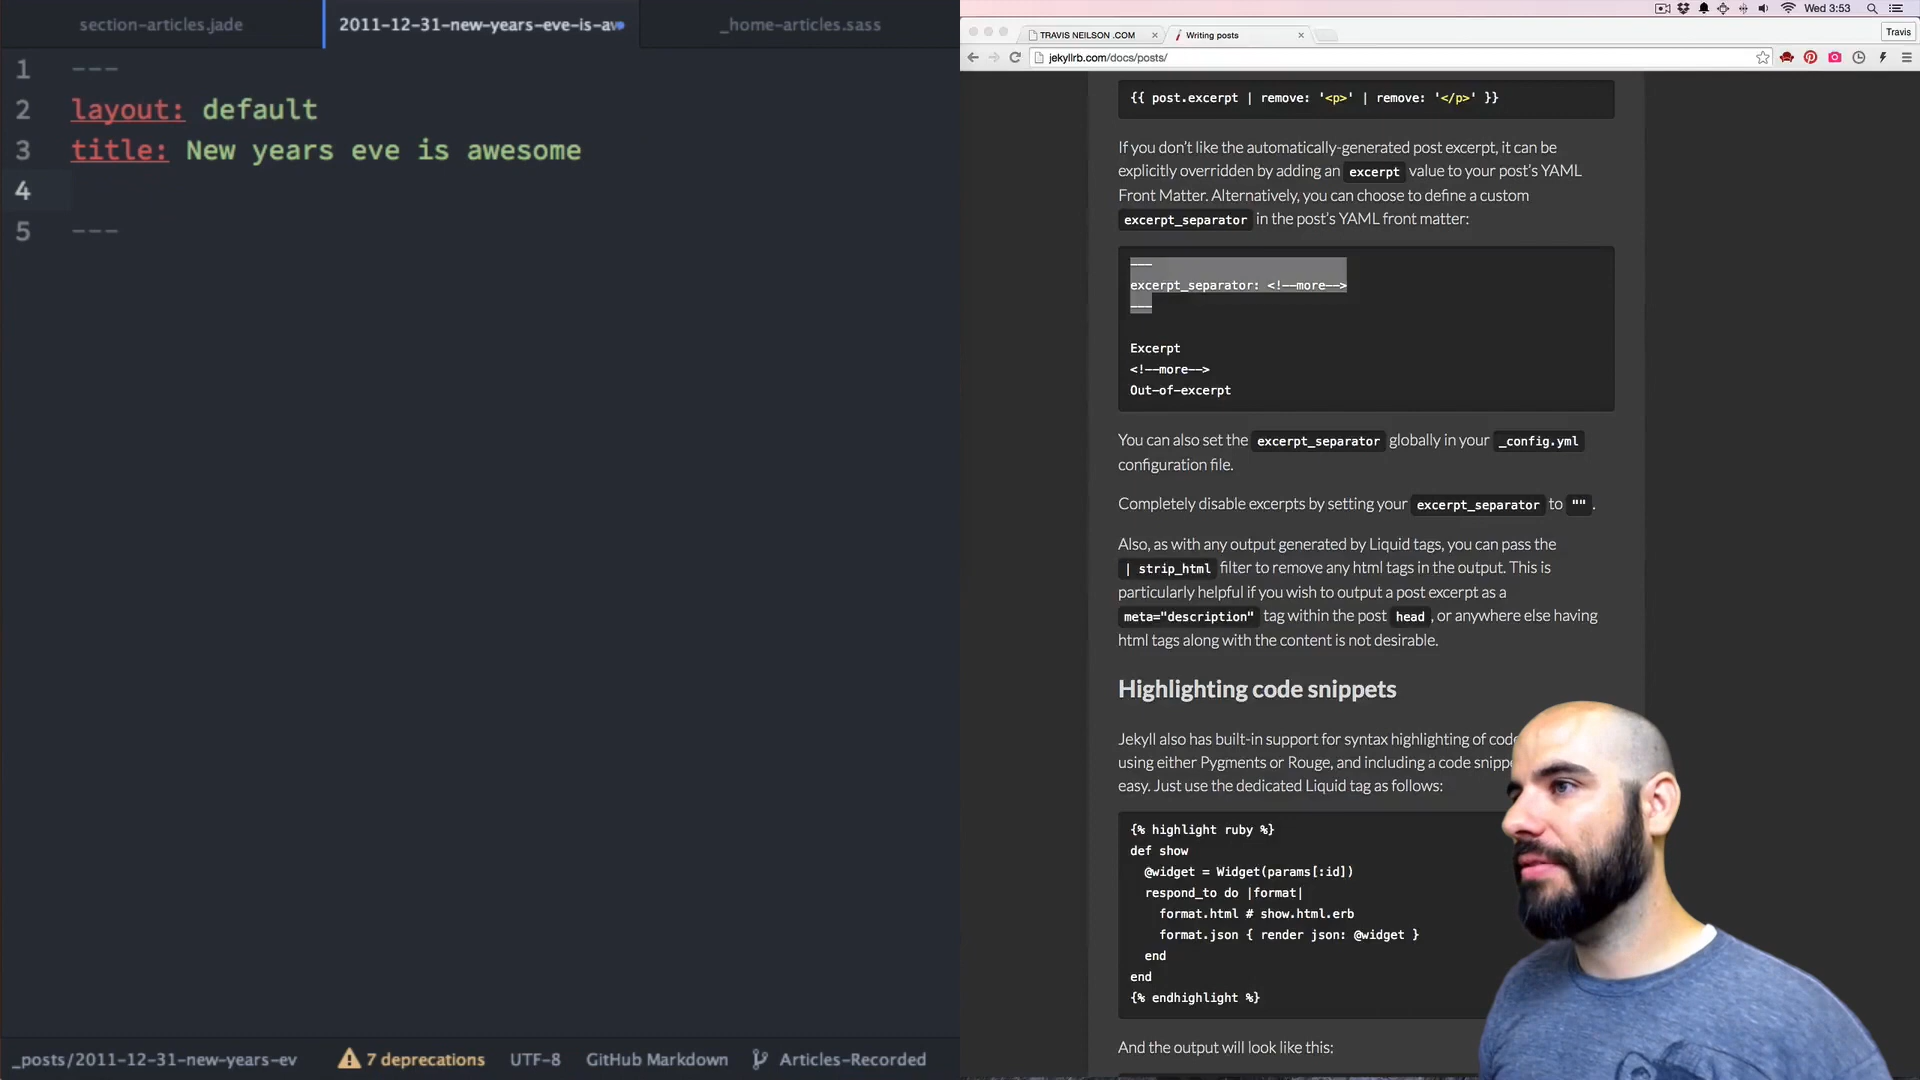 section-articles.jade
2011-12-31-new-years-eve-is-av
_home-articles.sass
1 ---
2 layout: default
3 title: New years eve is awesome
4
5 ---
_posts/2011-12-31-new-years-ev
7 deprecations
UTF-8
GitHub Markdown
Articles-Recorded
Wed 3:53
TRAVIS NEILSON .COM
Writing posts
Travis
jekyllrb.com/docs/posts/
{{ post.excerpt | remove: '<p>' | remove: '</p>' }}
If you don't like the automatically-generated post excerpt, it can be
explicitly overridden by adding an excerpt value to your post's YAML
Front Matter. Alternatively, you can choose to define a custom
excerpt_separator in the post's YAML front matter:
---
excerpt_separator: <!--more-->
---
Excerpt
<!--more-->
Out-of-excerpt
You can also set the excerpt_separator globally in your _config.yml
configuration file.
Completely disable excerpts by setting your excerpt_separator to "".
Also, as with any output generated by Liquid tags, you can pass the
| strip_html filter to remove any html tags in the output. This is
particularly helpful if you wish to output a post excerpt as a
meta="description" tag within the post head, or anywhere else having
html tags along with the content is not desirable.
Highlighting code snippets
Jekyll also has built-in support for syntax highlighting of code
using either Pygments or Rouge, and including a code snippe
easy. Just use the dedicated Liquid tag as follows:
{% highlight ruby %}
def show
@widget = Widget(params[:id])
respond_to do |format|
format.html # show.html.erb
format.json { render json: @widget }
end
end
{% endhighlight %}
And the output will look like this: